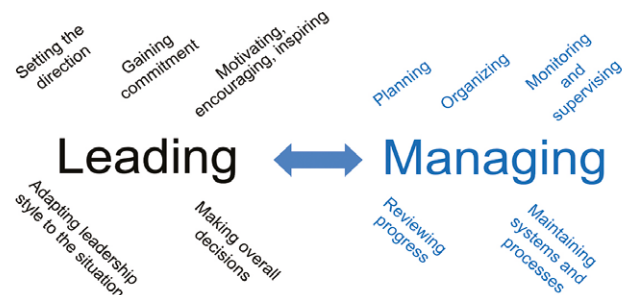 Setting the
direction
Gaining
commitment
Motivating,
encouraging, inspiring
Planning
Organizing
Monitoring
and
supervising
Leading
Managing
Adapting leadership
style to the situation
Making overall
decisions
Reviewing
progress
Maintaining
systems and
processes